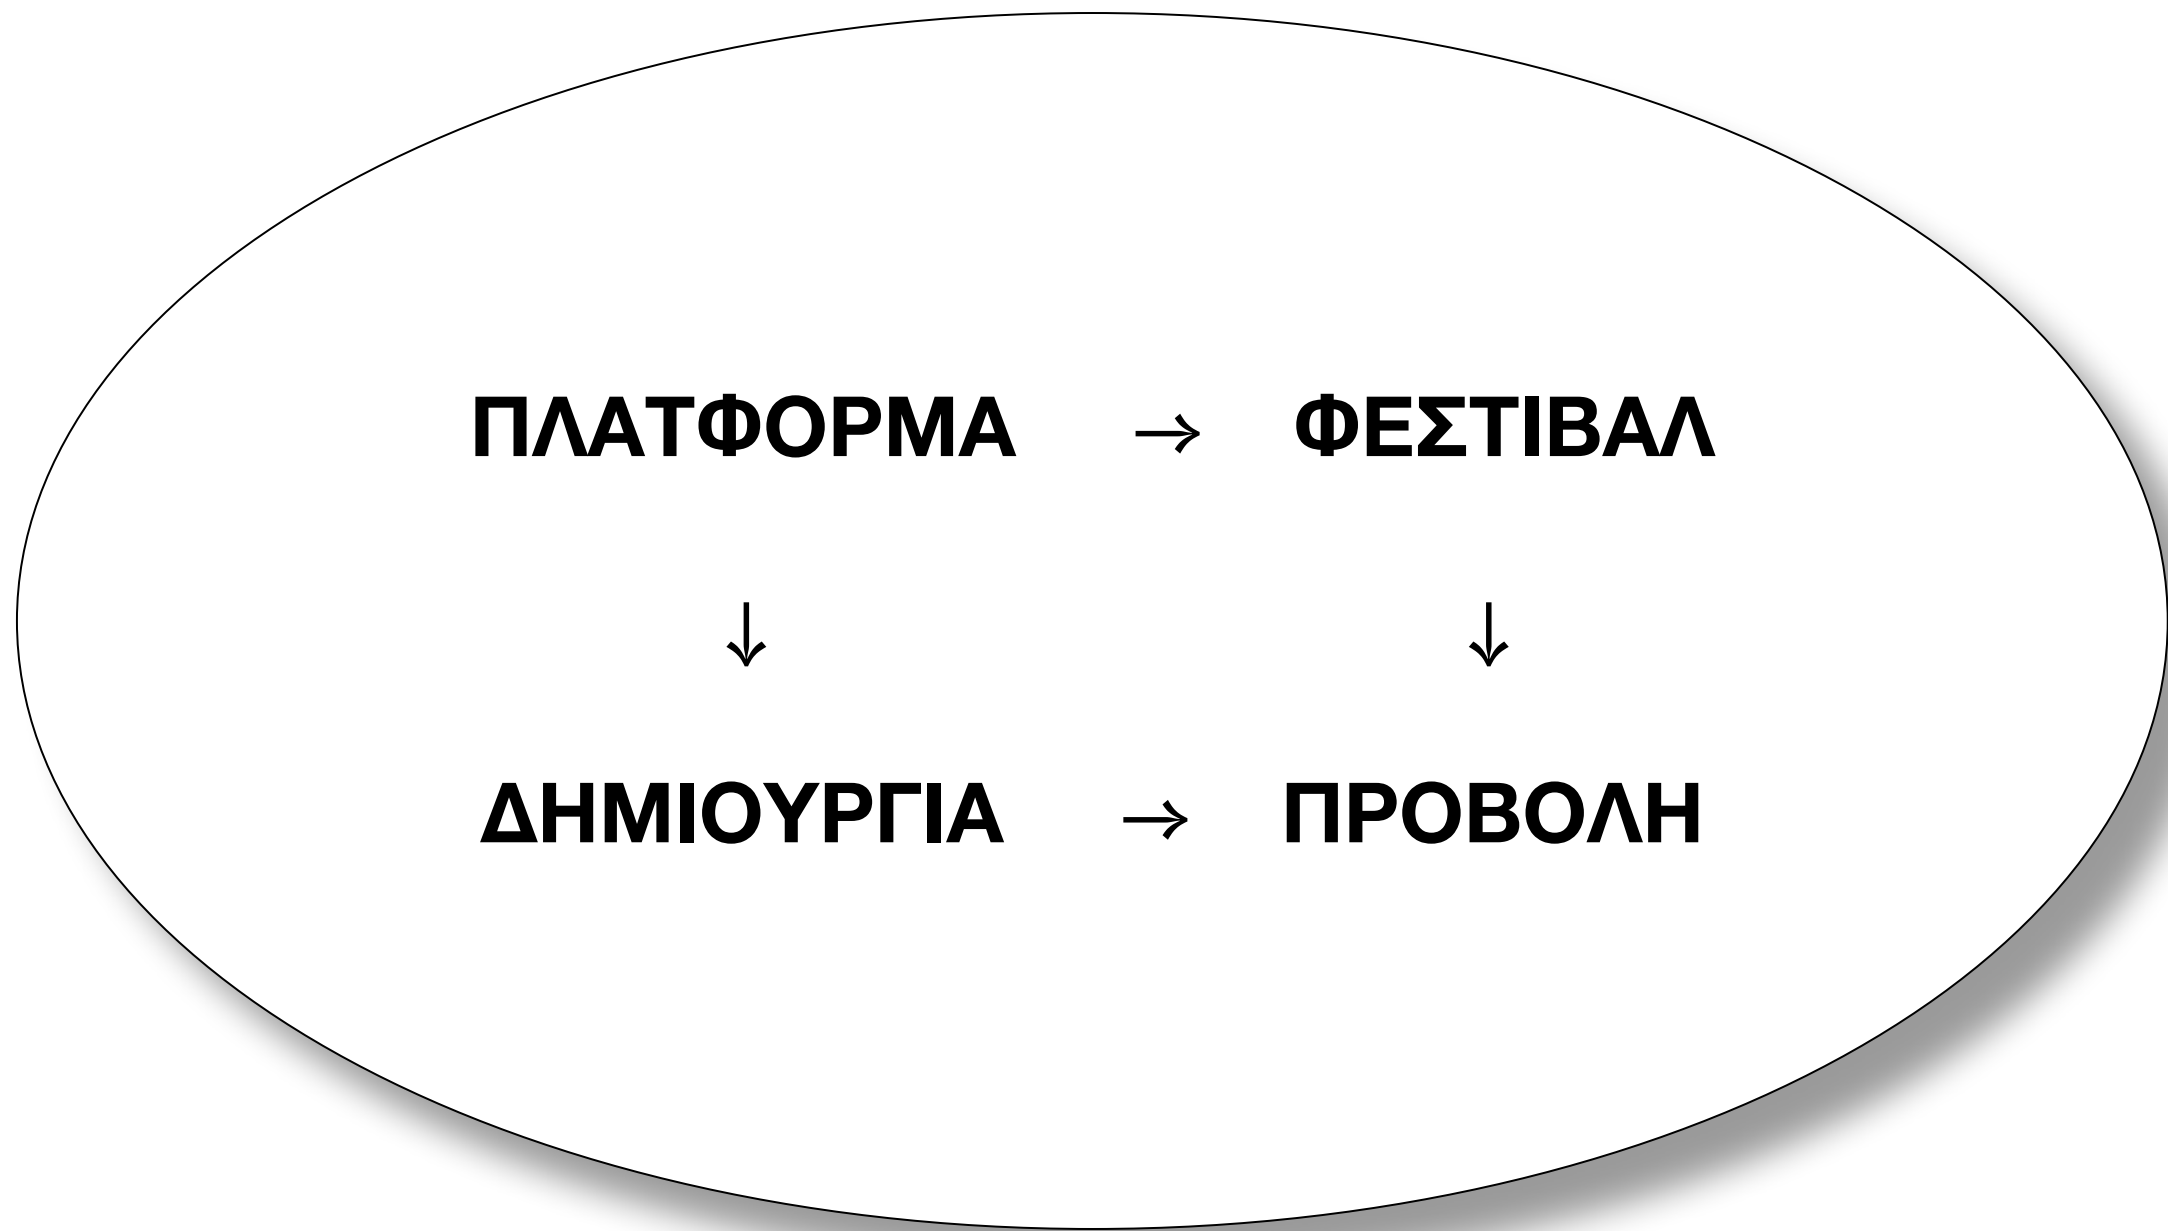 ΠΛΑΤΦΟΡΜΑ → ΦΕΣΤΙΒΑΛ
↓ ↓
ΔΗΜΙΟΥΡΓΙΑ → ΠΡΟΒΟΛΗ